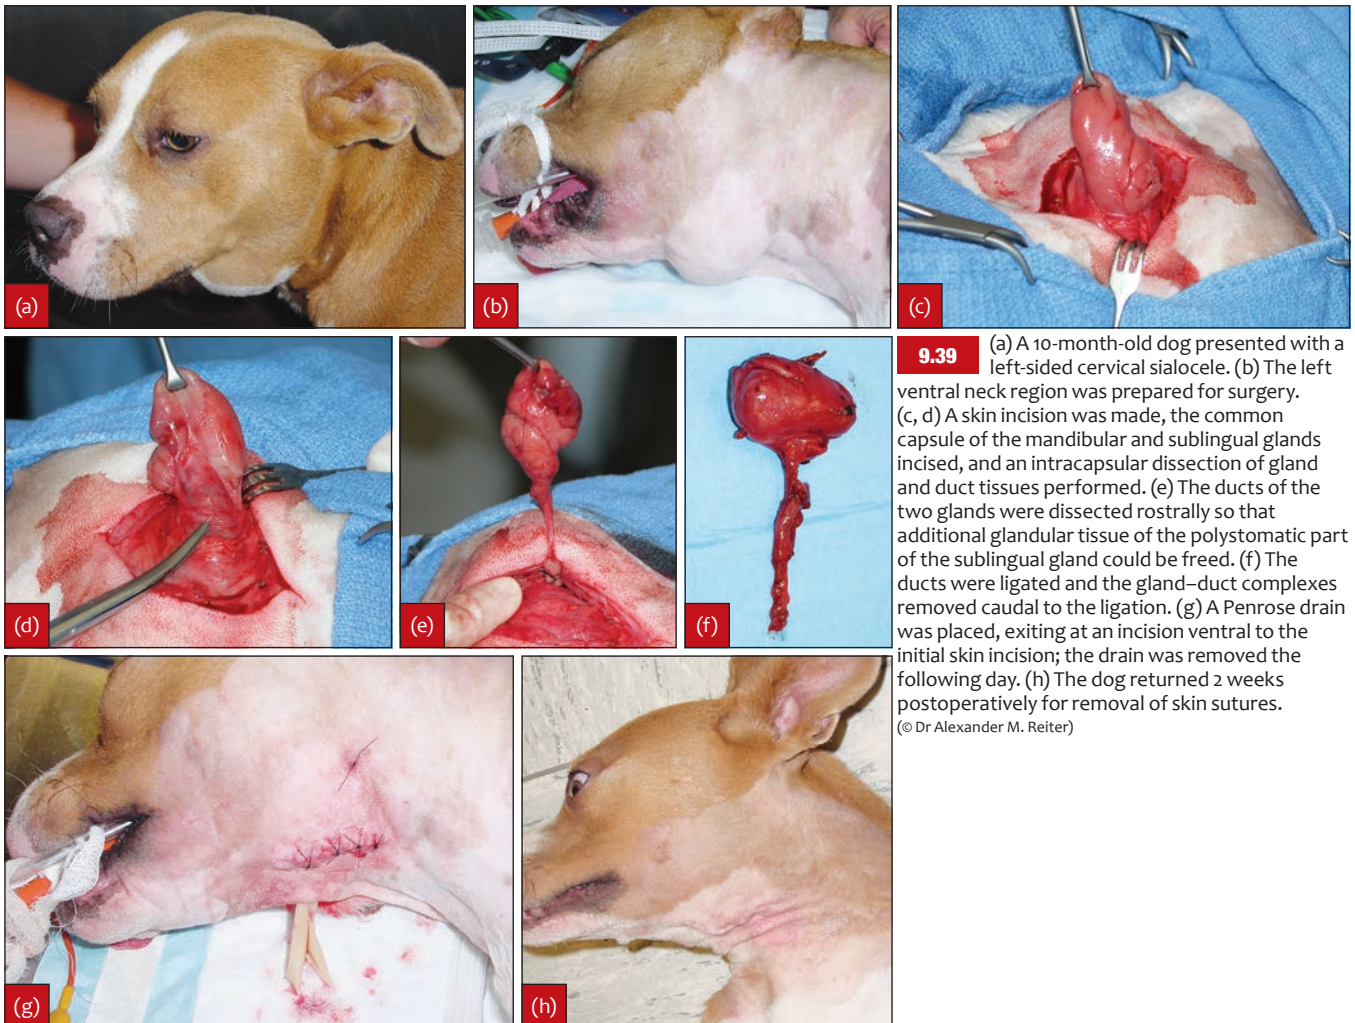 (a)
(b)
(c)
(d)
(e)
(f)
9.39 (a) A 10-month-old dog presented with a
left-sided cervical sialocele. (b) The left
ventral neck region was prepared for surgery.
(c, d) A skin incision was made, the common
capsule of the mandibular and sublingual glands
incised, and an intracapsular dissection of gland
and duct tissues performed. (e) The ducts of the
two glands were dissected rostrally so that
additional glandular tissue of the polystomatic part
of the sublingual gland could be freed. (f) The
ducts were ligated and the gland–duct complexes
removed caudal to the ligation. (g) A Penrose drain
was placed, exiting at an incision ventral to the
initial skin incision; the drain was removed the
following day. (h) The dog returned 2 weeks
postoperatively for removal of skin sutures.
(© Dr Alexander M. Reiter)
(g)
(h)